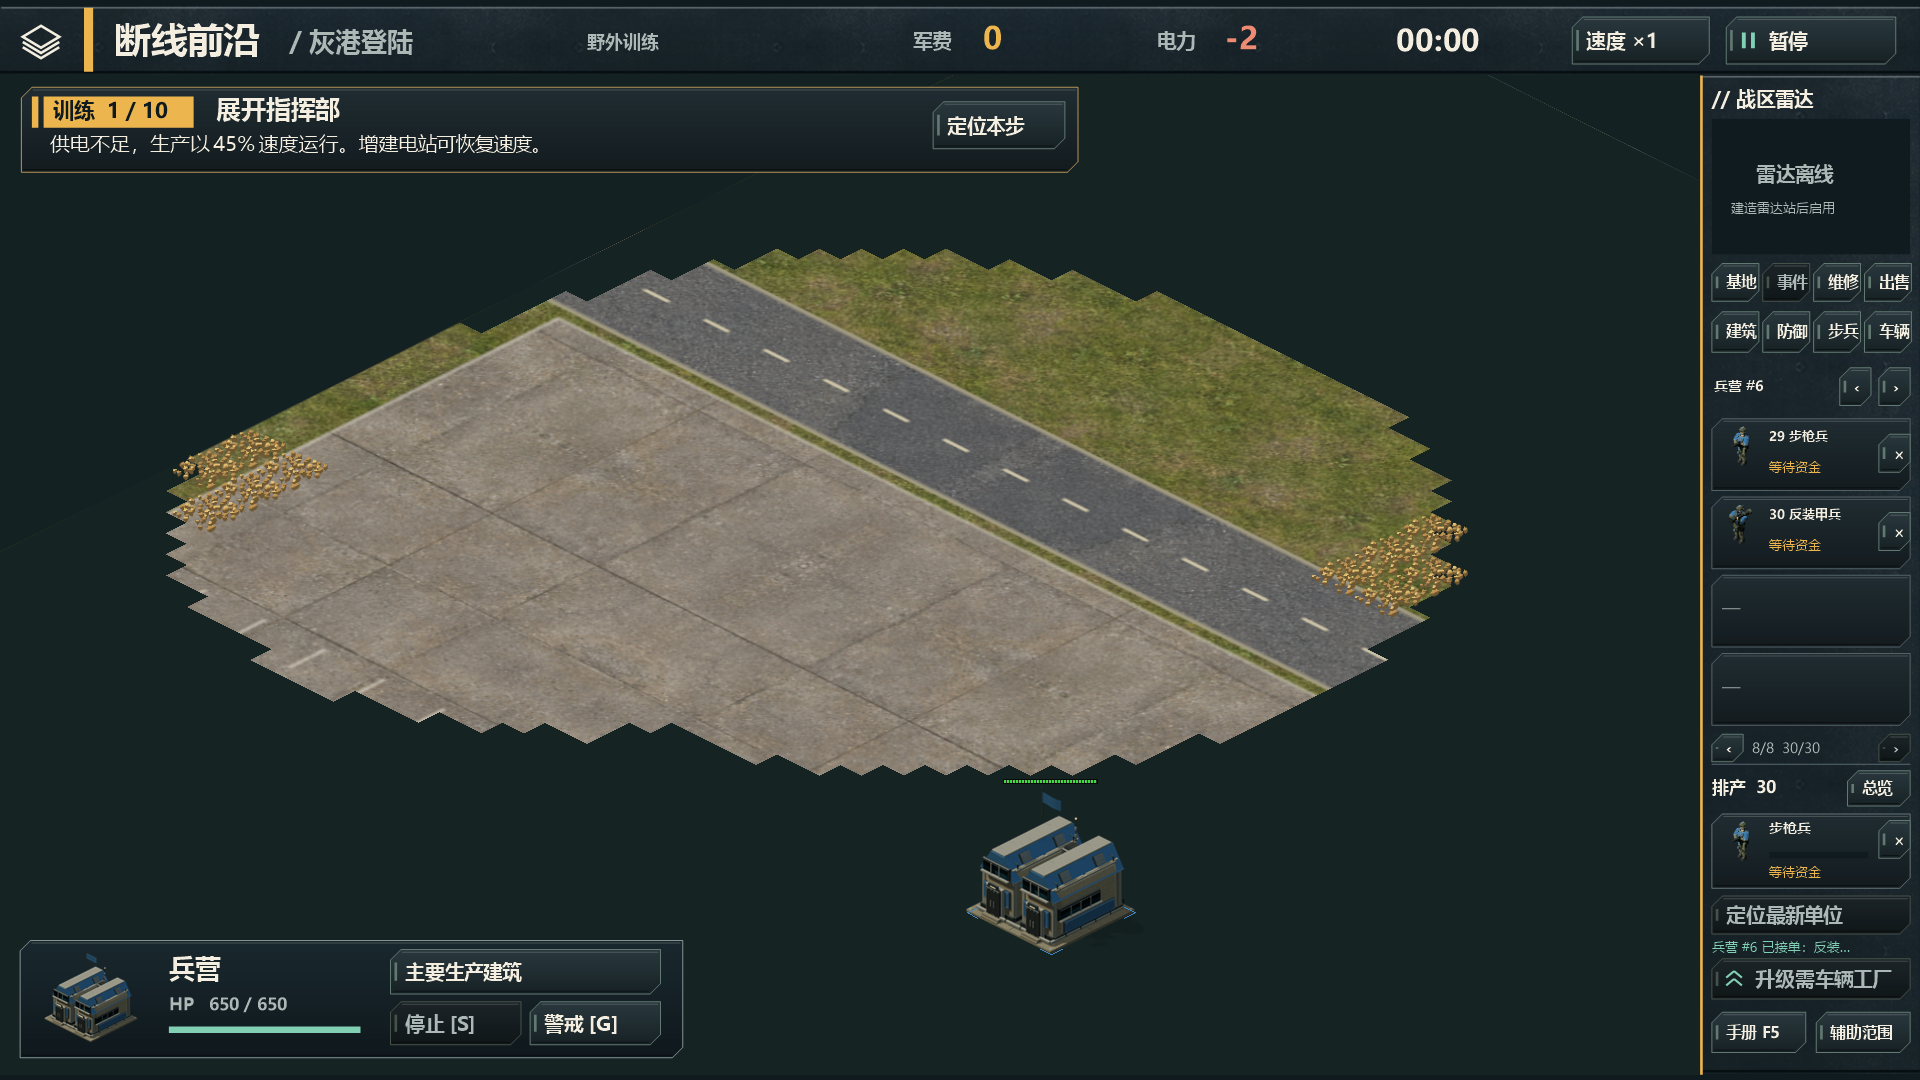 断线前沿 / 灰港登陆
野外训练
军费 0
电力 -2
00:00
速度 ×1
暂停
训练 1 / 10 展开指挥部
供电不足，生产以 45% 速度运行。增建电站可恢复速度。
定位本步
// 战区雷达
雷达离线
建造雷达站后启用
基地 事件 维修 出售
建筑 防御 步兵 车辆
兵营 #6 ‹ ›
29 步枪兵
等待资金
×
30 反装甲兵
等待资金
×
—
—
‹ 8/8 30/30 ›
排产 30 总览
步枪兵
等待资金
×
定位最新单位
兵营 #6 已接单：反装...
升级需车辆工厂
手册 F5 辅助范围
兵营
HP 650 / 650
主要生产建筑
停止 [S] 警戒 [G]